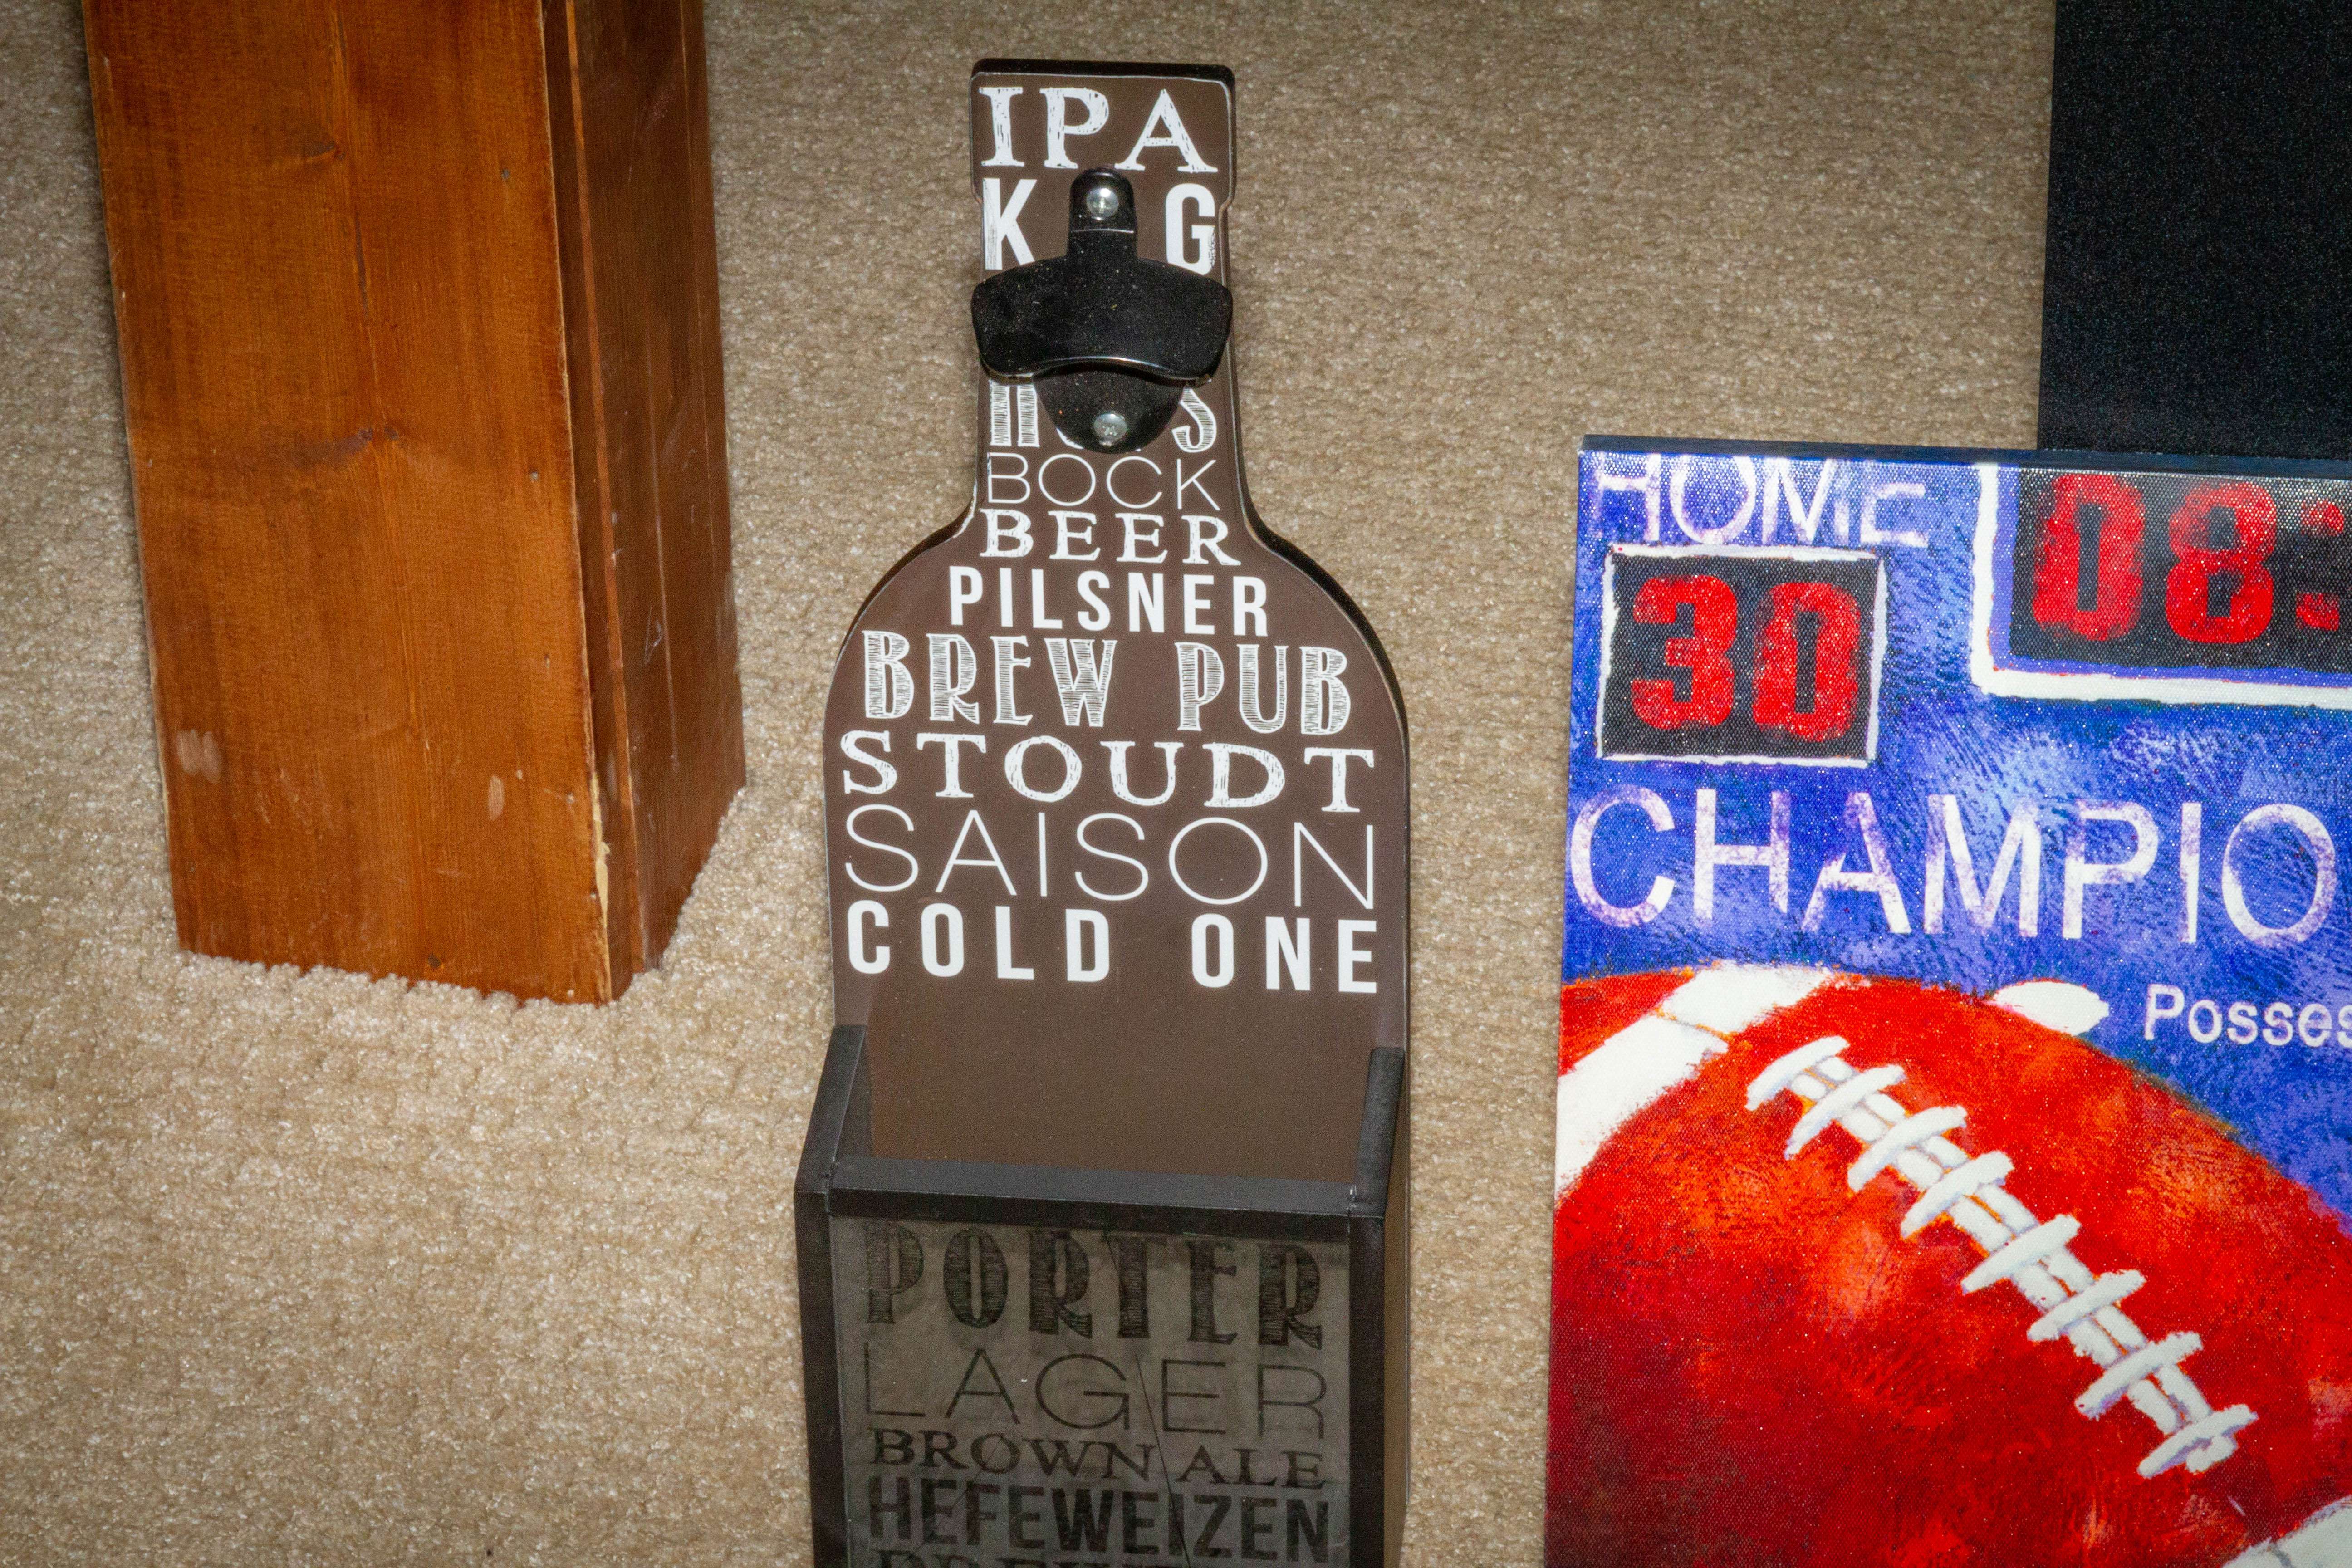 IPA
K G
BOCK
BEER
PILSNER
BREW PUB
STOUDT
SAISON
COLD ONE
PORTER
LAGER
BROWN ALE
HEFEWEIZEN
HOME
30
08:
CHAMPIO
Posses